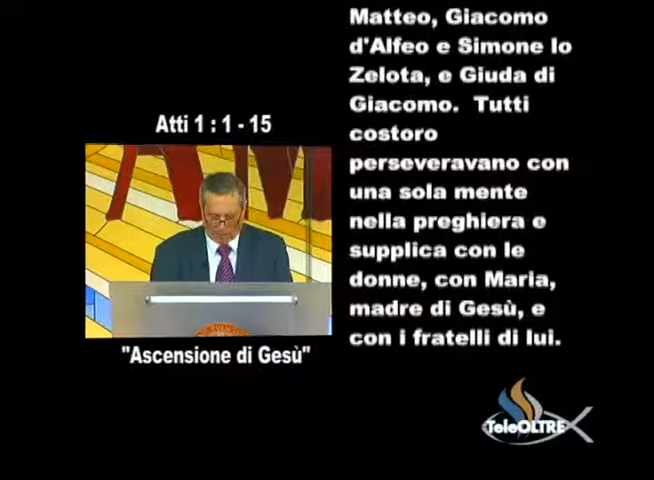 Matteo, Giacomo
d'Alfeo e Simone lo
Zelota, e Giuda di
Giacomo. Tutti
costoro
perseveravano con
una sola mente
nella preghiera e
supplica con le
donne, con Maria,
madre di Gesù, e
con i fratelli di lui.
Atti 1 : 1 - 15
"Ascensione di Gesù"
TeleOLTRE